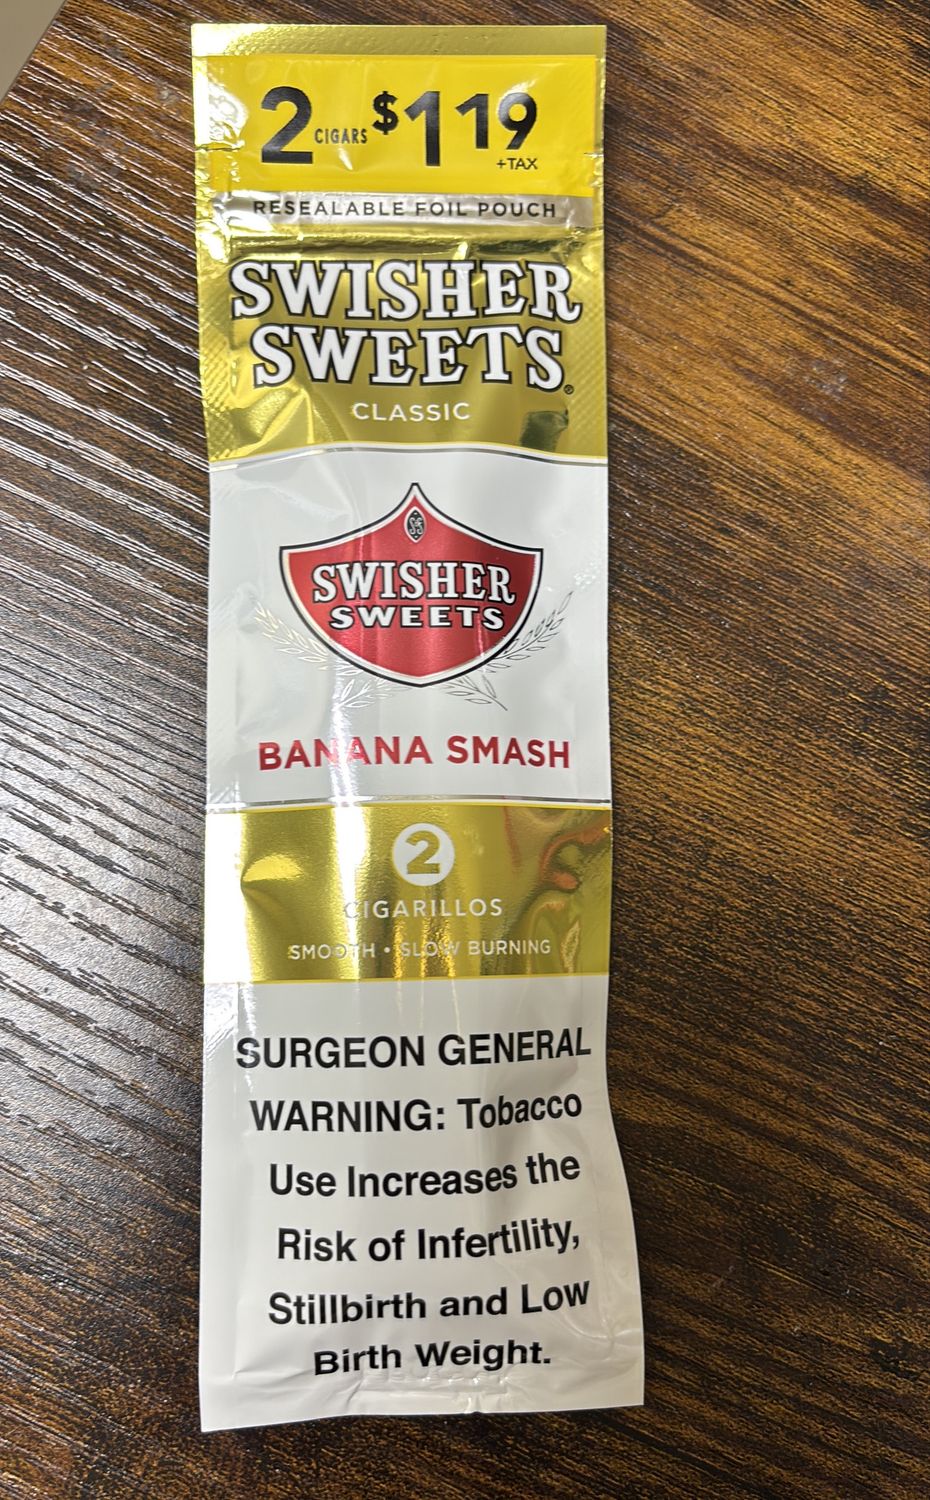 2 CIGARS $1 19
+TAX
RESEALABLE FOIL POUCH
SWISHER
SWEETS®
CLASSIC
SS
SWISHER
SWEETS
BANANA SMASH
2
CIGARILLOS
SMOOTH • SLOW BURNING
SURGEON GENERAL
WARNING: Tobacco
Use Increases the
Risk of Infertility,
Stillbirth and Low
Birth Weight.